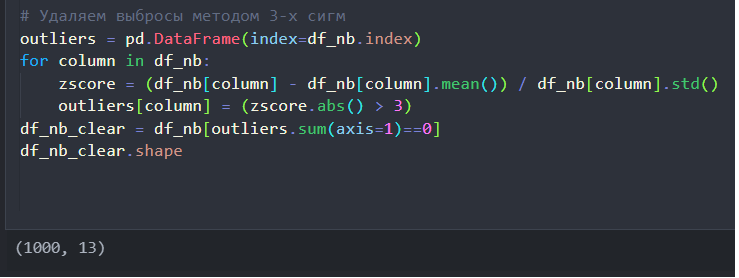 # Удаляем выбросы методом 3-х сигм
outliers = pd.DataFrame(index=df_nb.index)
for column in df_nb:
    zscore = (df_nb[column] - df_nb[column].mean()) / df_nb[column].std()
    outliers[column] = (zscore.abs() > 3)
df_nb_clear = df_nb[outliers.sum(axis=1)==0]
df_nb_clear.shape
(1000, 13)